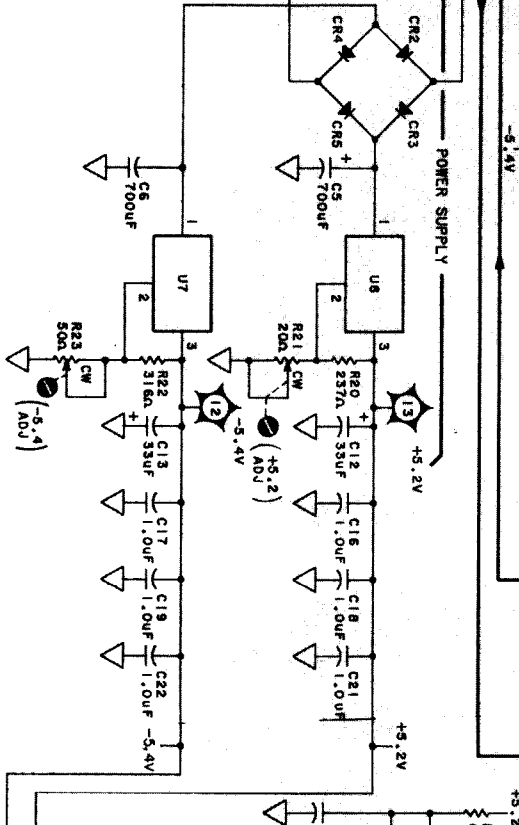 -5.4V
POWER SUPPLY
CR2
CR4
CR3
CR5
+
C5
700uF
C6
700uF
1
U6
2
3
1
U7
2
3
R20
237Ω
R21
20Ω
CW
(+5.2
ADJ)
R22
316Ω
R23
50Ω
CW
(-5.4
ADJ)
13
+5.2V
12
-5.4V
+
C12
33uF
+
C13
33uF
C16
1.0uF
C17
1.0uF
C18
1.0uF
C19
1.0uF
C21
1.0uF
C22
1.0uF
+5.2V
-5.4V